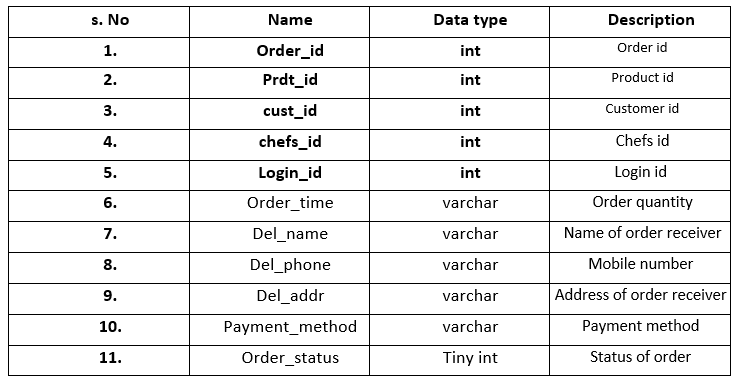 s. No Name Data type Description
1. Order_id int Order id
2. Prdt_id int Product id
3. cust_id int Customer id
4. chefs_id int Chefs id
5. Login_id int Login id
6. Order_time varchar Order quantity
7. Del_name varchar Name of order receiver
8. Del_phone varchar Mobile number
9. Del_addr varchar Address of order receiver
10. Payment_method varchar Payment method
11. Order_status Tiny int Status of order